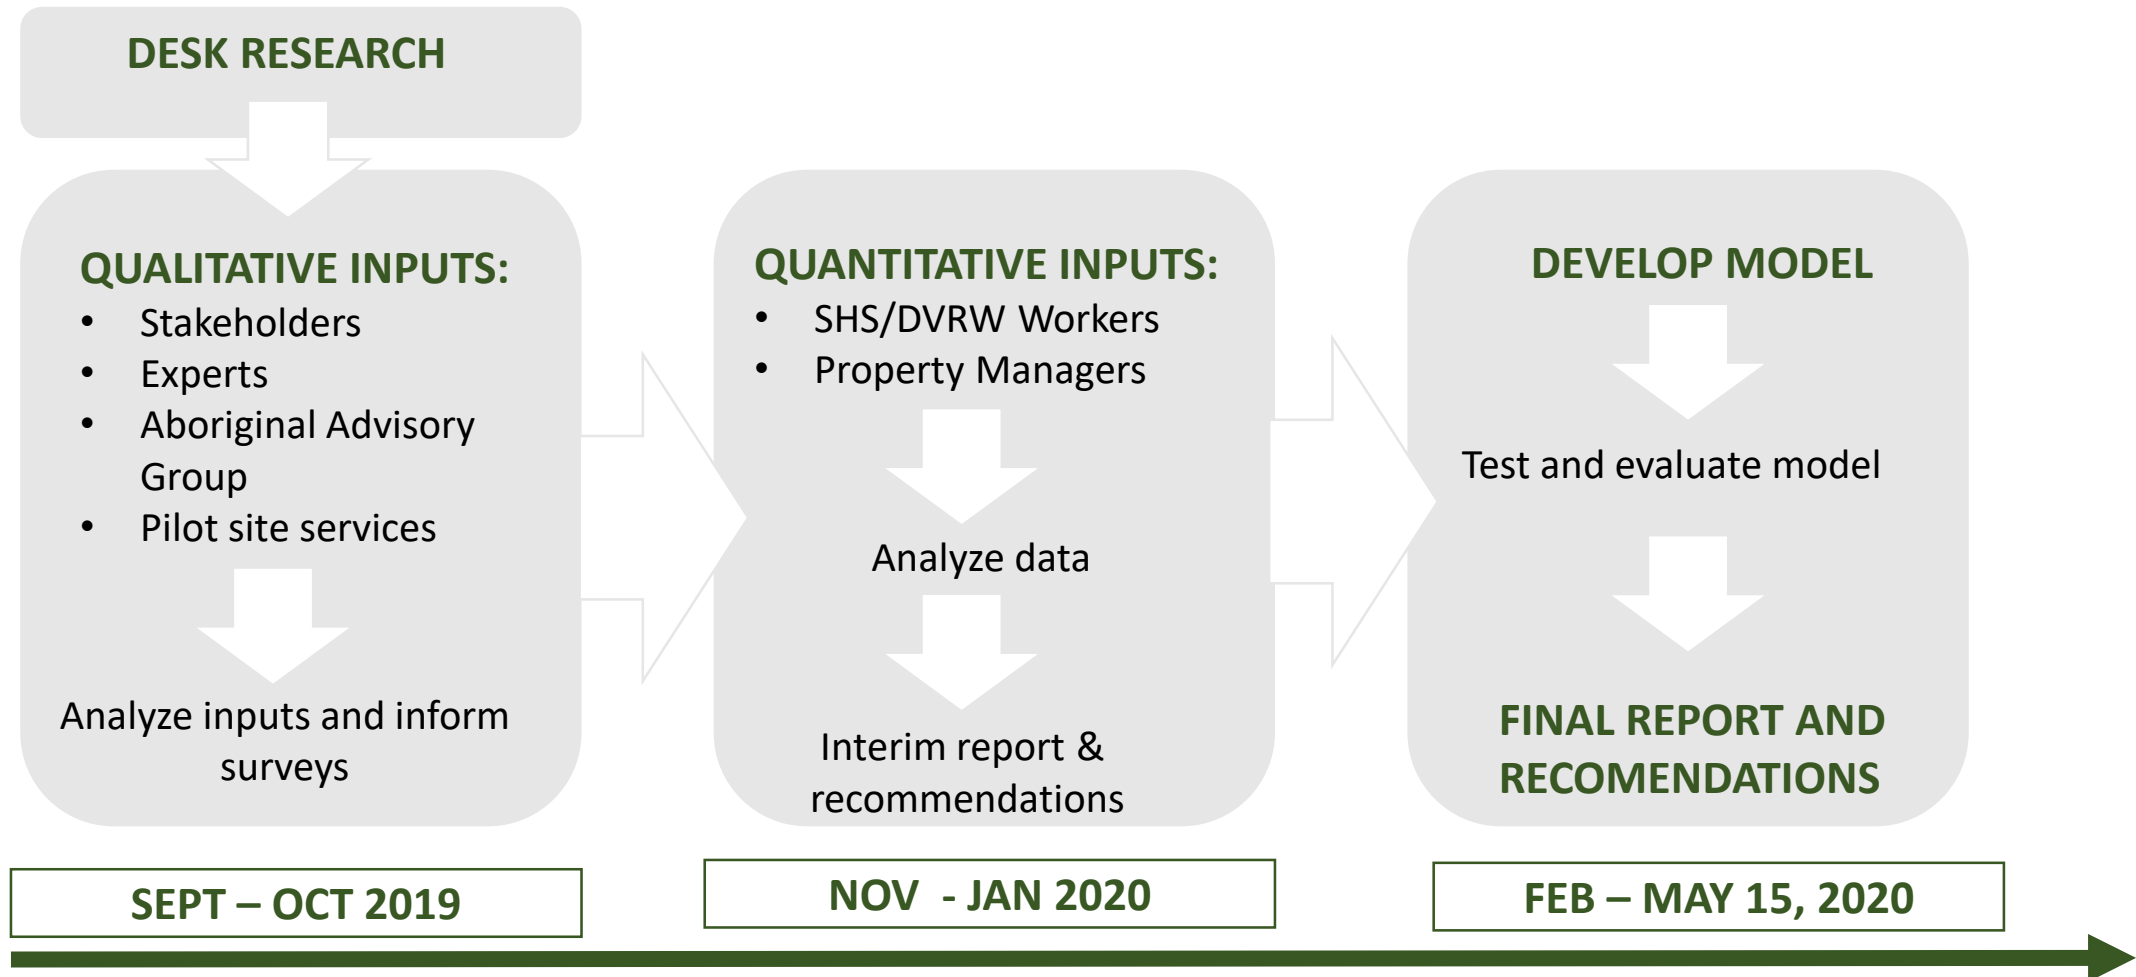 DESK RESEARCH
QUALITATIVE INPUTS:
• Stakeholders
• Experts
• Aboriginal Advisory
Group
• Pilot site services
Analyze inputs and inform
surveys
SEPT – OCT 2019
QUANTITATIVE INPUTS:
• SHS/DVRW Workers
• Property Managers
Analyze data
Interim report &
recommendations
NOV - JAN 2020
DEVELOP MODEL
Test and evaluate model
FINAL REPORT AND
RECOMENDATIONS
FEB – MAY 15, 2020